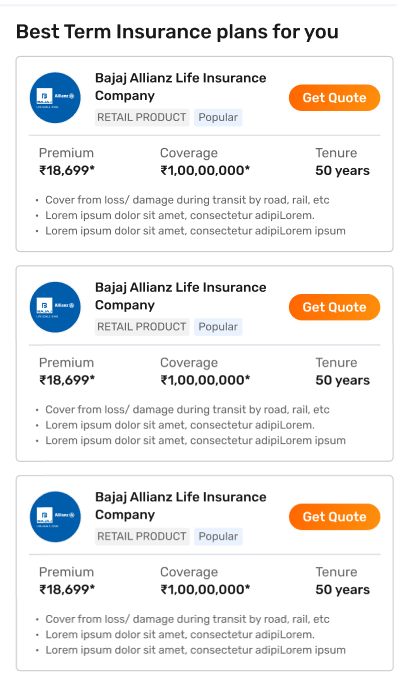 Best Term Insurance plans for you
Bajaj Allianz Life Insurance
Company
Get Quote
RETAIL PRODUCT
Popular
Allianz
Premium
Coverage
Tenure
₹18,699*
₹1,00,00,000*
50 years
• Cover from loss/ damage during transit by road, rail, etc
• Lorem ipsum dolor sit amet, consectetur adipiLorem.
• Lorem ipsum dolor sit amet, consectetur adipiLorem ipsum
Bajaj Allianz Life Insurance
Company
Get Quote
RETAIL PRODUCT
Popular
Allianz
Premium
Coverage
Tenure
₹18,699*
₹1,00,00,000*
50 years
• Cover from loss/ damage during transit by road, rail, etc
• Lorem ipsum dolor sit amet, consectetur adipiLorem.
• Lorem ipsum dolor sit amet, consectetur adipiLorem ipsum
Bajaj Allianz Life Insurance
Company
Get Quote
RETAIL PRODUCT
Popular
Allianz
Premium
Coverage
Tenure
₹18,699*
₹1,00,00,000*
50 years
• Cover from loss/ damage during transit by road, rail, etc
• Lorem ipsum dolor sit amet, consectetur adipiLorem.
• Lorem ipsum dolor sit amet, consectetur adipiLorem ipsum